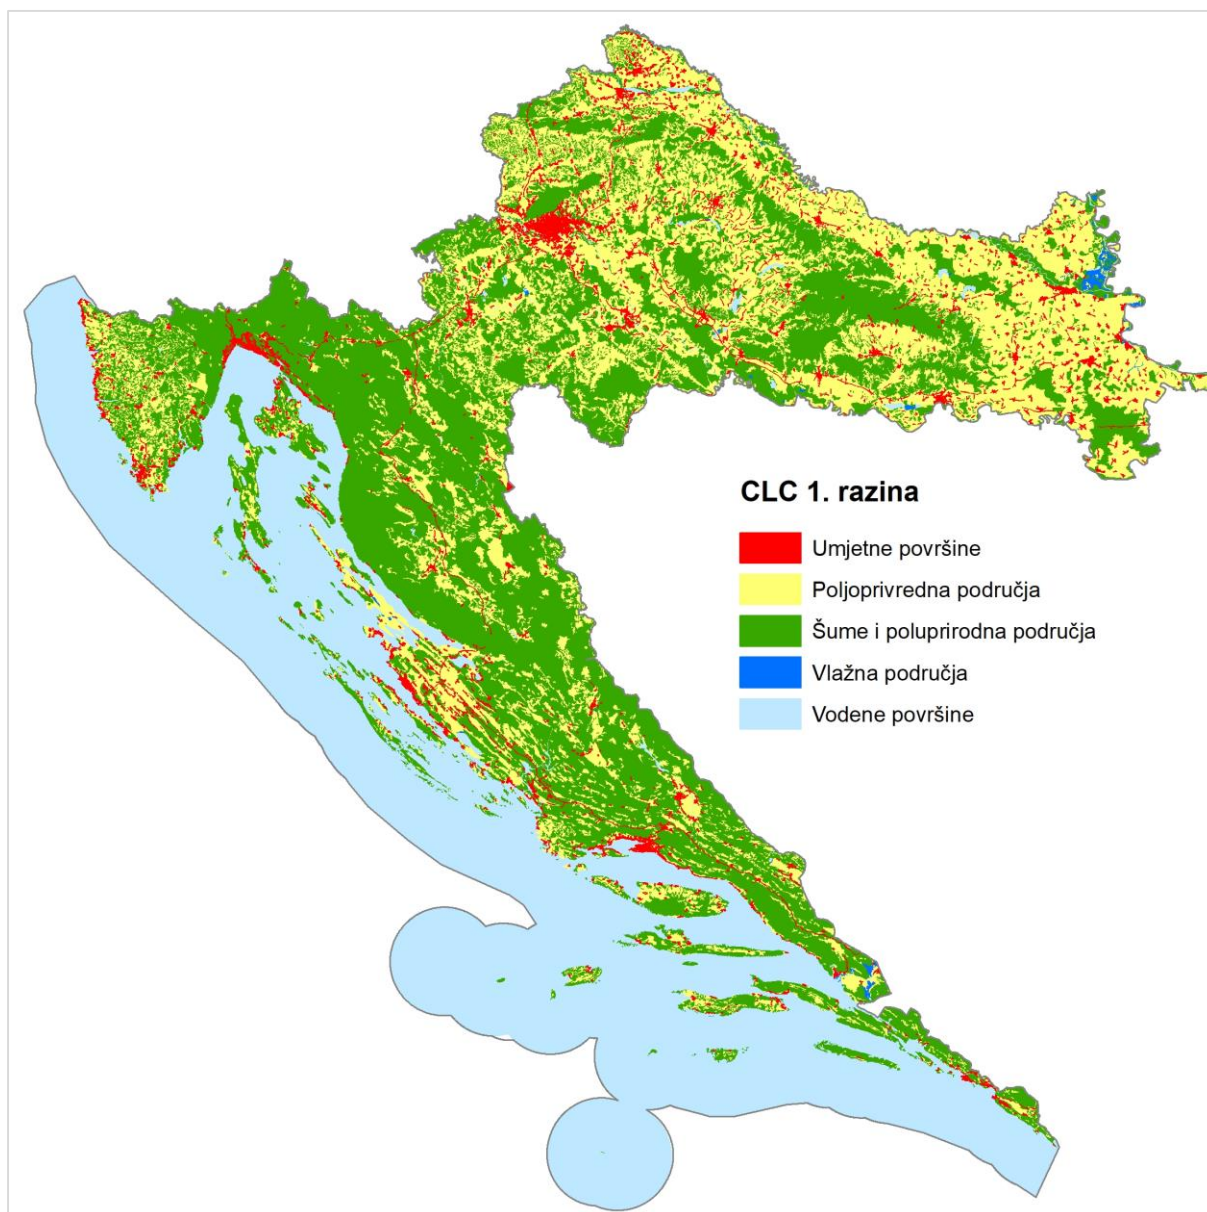 CLC 1. razina
Umjetne površine
Poljoprivredna područja
Šume i poluprirodna područja
Vlažna područja
Vodene površine